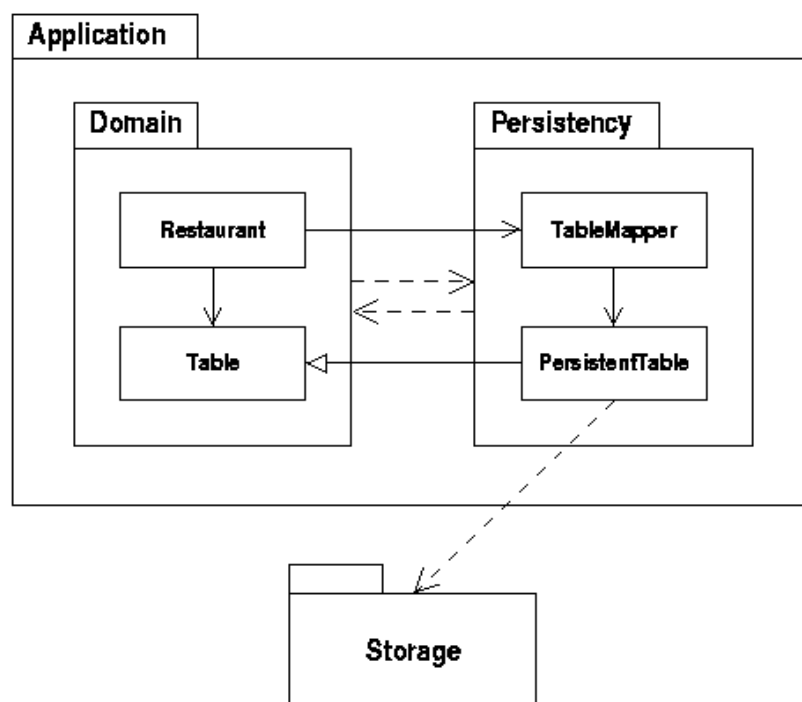 Application
Domain
Persistency
Restaurant
TableMapper
Table
PersistentTable
Storage